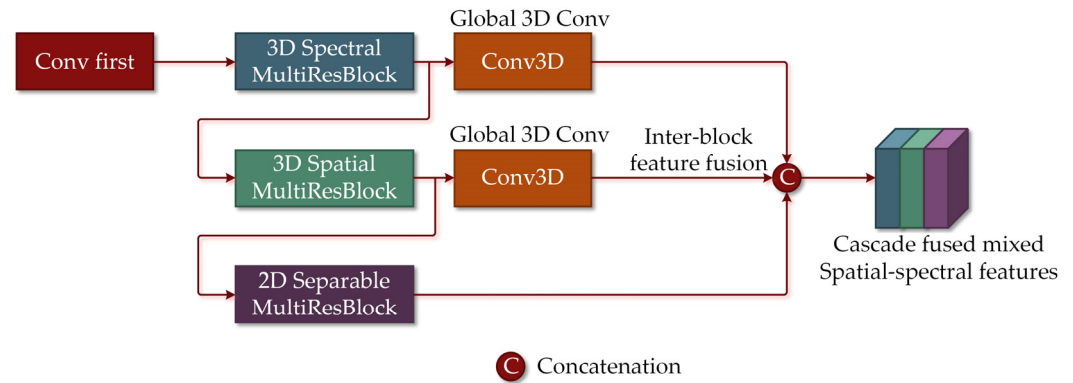 Global 3D Conv
Conv first
3D Spectral
MultiResBlock
Conv3D
Global 3D Conv
3D Spatial
MultiResBlock
Conv3D
Inter-block
feature fusion
C
Cascade fused mixed
Spatial-spectral features
2D Separable
MultiResBlock
C Concatenation